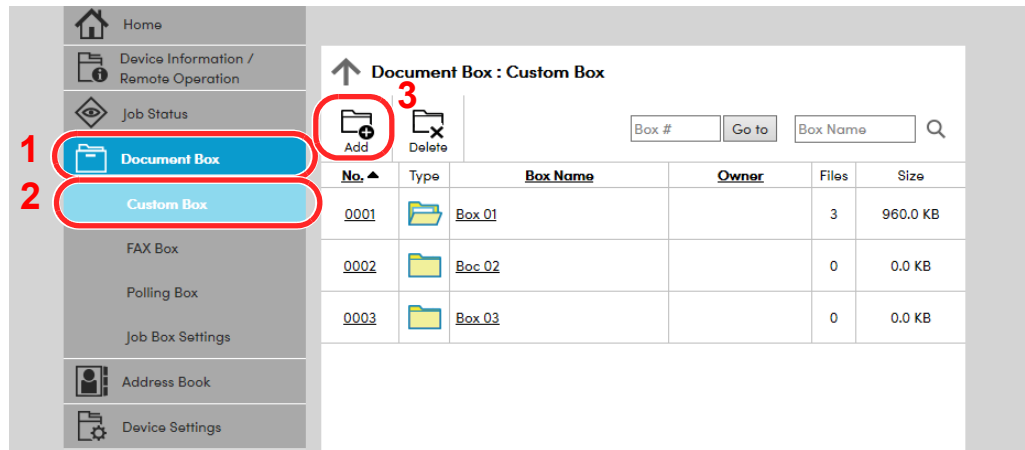 Home
Device Information /
Remote Operation
Job Status
1
Document Box
2
Custom Box
FAX Box
Polling Box
Job Box Settings
Address Book
Device Settings
Document Box : Custom Box
3
Add Delete Box # Go to Box Name
No. Type Box Name Owner Files Size
0001 Box 01 3 960.0 KB
0002 Boc 02 0 0.0 KB
0003 Box 03 0 0.0 KB